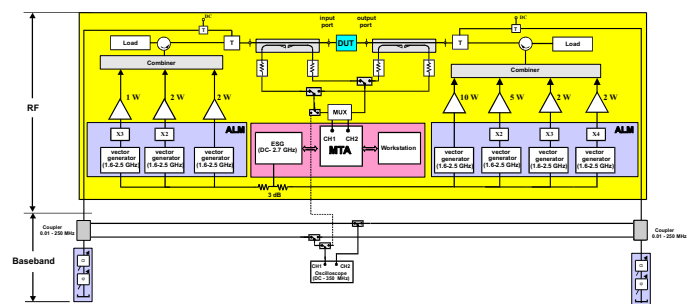 DC
input port
output port
DC
T
T
Load
T
DUT
T
Load
Combiner
Combiner
RF
1 W
2 W
2 W
MUX
10 W
5 W
2 W
2 W
CH1 CH2
ALM
ALM
X3
X2
ESG
(DC- 2.7 GHz)
MTA
Workstation
X2
X3
X4
vector
generator
(1.6-2.5 GHz)
vector
generator
(1.6-2.5 GHz)
vector
generator
(1.6-2.5 GHz)
vector
generator
(1.6-2.5 GHz)
vector
generator
(1.6-2.5 GHz)
vector
generator
(1.6-2.5 GHz)
vector
generator
(1.6-2.5 GHz)
3 dB
Coupler
0.01 - 250 MHz
Coupler
0.01 - 250 MHz
Baseband
CH1 CH2
Oscilloscope
(DC - 350 MHz)